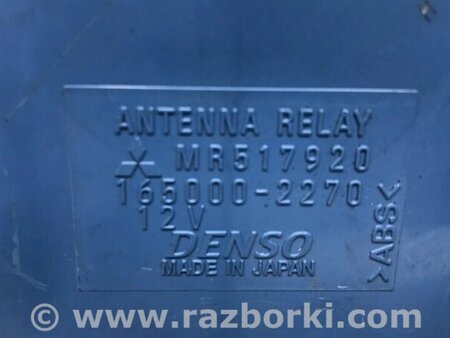 ANTENNA RELAY
MR517920
165000-2270
12V
DENSO
MADE IN JAPAN
>ABS<
© www.razborki.com